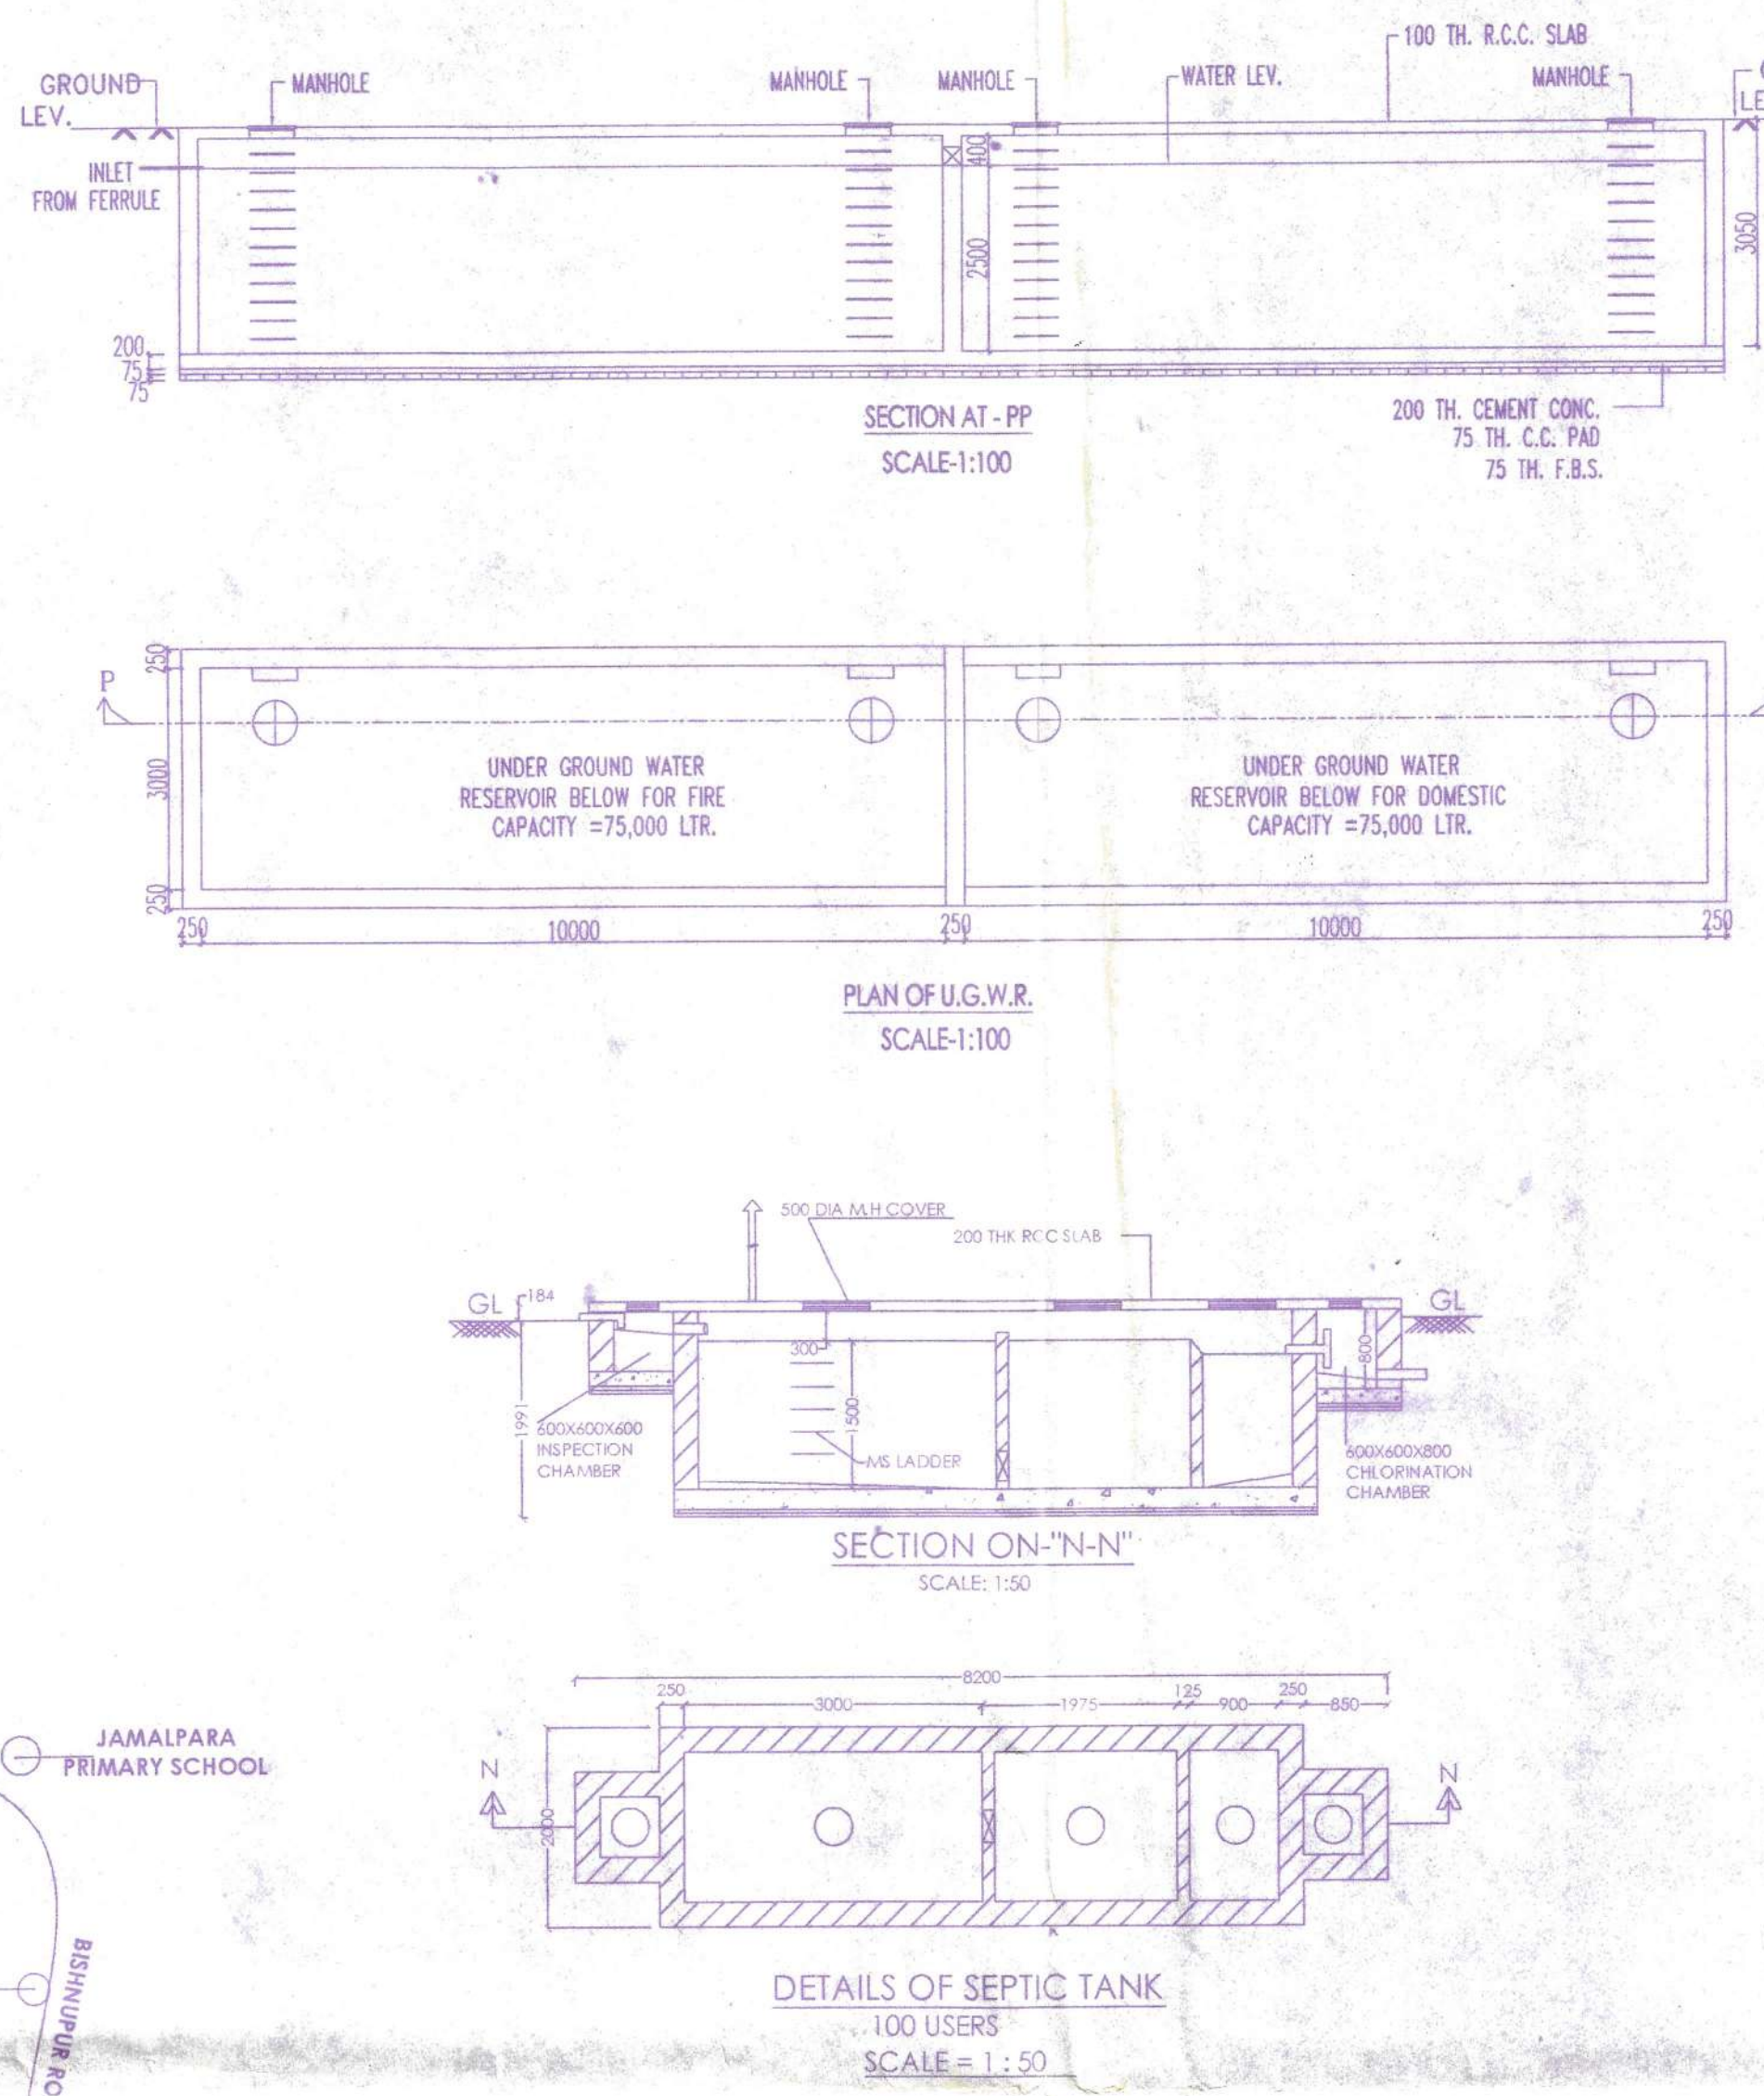 100 TH. R.C.C. SLAB
GROUND
LEV.
MANHOLE
MANHOLE
MANHOLE
WATER LEV.
MANHOLE
INLET
FROM FERRULE
400
2500
3050
200
75
75
SECTION AT - PP
SCALE-1:100
200 TH. CEMENT CONC.
75 TH. C.C. PAD
75 TH. F.B.S.
250
P
3000
250
UNDER GROUND WATER
RESERVOIR BELOW FOR FIRE
CAPACITY =75,000 LTR.
UNDER GROUND WATER
RESERVOIR BELOW FOR DOMESTIC
CAPACITY =75,000 LTR.
250
10000
250
10000
250
PLAN OF U.G.W.R.
SCALE-1:100
500 DIA M.H COVER
200 THK RCC SLAB
GL
184
GL
300
800
1991
1500
600X600X600
INSPECTION
CHAMBER
MS LADDER
600X600X800
CHLORINATION
CHAMBER
SECTION ON-"N-N"
SCALE: 1:50
8200
250
3000
1975
125
900
250
850
JAMALPARA
PRIMARY SCHOOL
N
N
2000
BISHNUPUR
DETAILS OF SEPTIC TANK
100 USERS
SCALE = 1 : 50